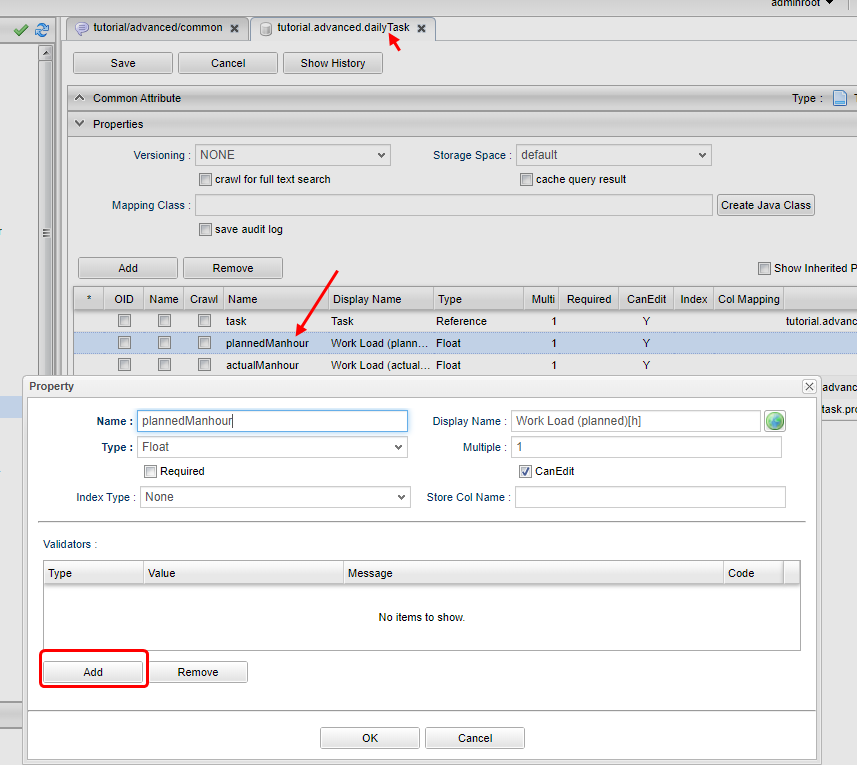 adminroot
tutorial/advanced/common tutorial.advanced.dailyTask
Save Cancel Show History
Common Attribute Type :
Properties
Versioning : NONE Storage Space : default
crawl for full text search cache query result
Mapping Class : Create Java Class
save audit log
Add Remove Show Inherited P
* OID Name Crawl Name Display Name Type Multi Required CanEdit Index Col Mapping
task Task Reference 1 Y tutorial.advanc
plannedManhour Work Load (plann... Float 1 Y
actualManhour Work Load (actual... Float 1 Y
Property advanc
Name : plannedManhour Display Name : Work Load (planned)[h] task.pro
Type : Float Multiple : 1
Required CanEdit
Index Type : None Store Col Name :
Validators :
Type Value Message Code
No items to show.
Add Remove
OK Cancel